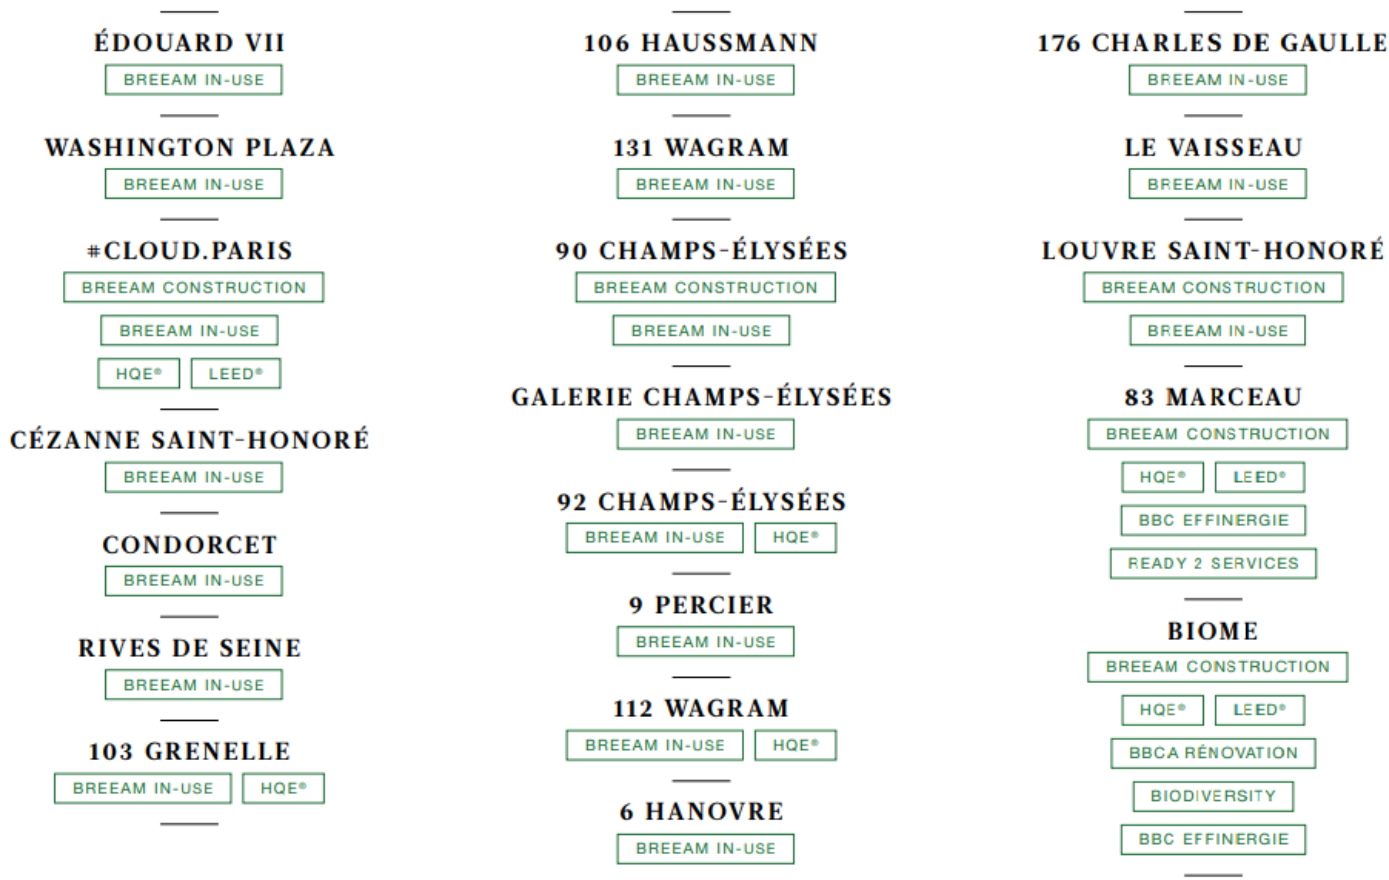 ÉDOUARD VII
BREEAM IN-USE
WASHINGTON PLAZA
BREEAM IN-USE
#CLOUD.PARIS
BREEAM CONSTRUCTION
BREEAM IN-USE
HQE® LEED®
CÉZANNE SAINT-HONORÉ
BREEAM IN-USE
CONDORCET
BREEAM IN-USE
RIVES DE SEINE
BREEAM IN-USE
103 GRENELLE
BREEAM IN-USE HQE®
106 HAUSSMANN
BREEAM IN-USE
131 WAGRAM
BREEAM IN-USE
90 CHAMPS-ÉLYSÉES
BREEAM CONSTRUCTION
BREEAM IN-USE
GALERIE CHAMPS-ÉLYSÉES
BREEAM IN-USE
92 CHAMPS-ÉLYSÉES
BREEAM IN-USE HQE®
9 PERCIER
BREEAM IN-USE
112 WAGRAM
BREEAM IN-USE HQE®
6 HANOVRE
BREEAM IN-USE
176 CHARLES DE GAULLE
BREEAM IN-USE
LE VAISSEAU
BREEAM IN-USE
LOUVRE SAINT-HONORÉ
BREEAM CONSTRUCTION
BREEAM IN-USE
83 MARCEAU
BREEAM CONSTRUCTION
HQE® LEED®
BBC EFFINERGIE
READY 2 SERVICES
BIOME
BREEAM CONSTRUCTION
HQE® LEED®
BBCA RÉNOVATION
BIODIVERSITY
BBC EFFINERGIE